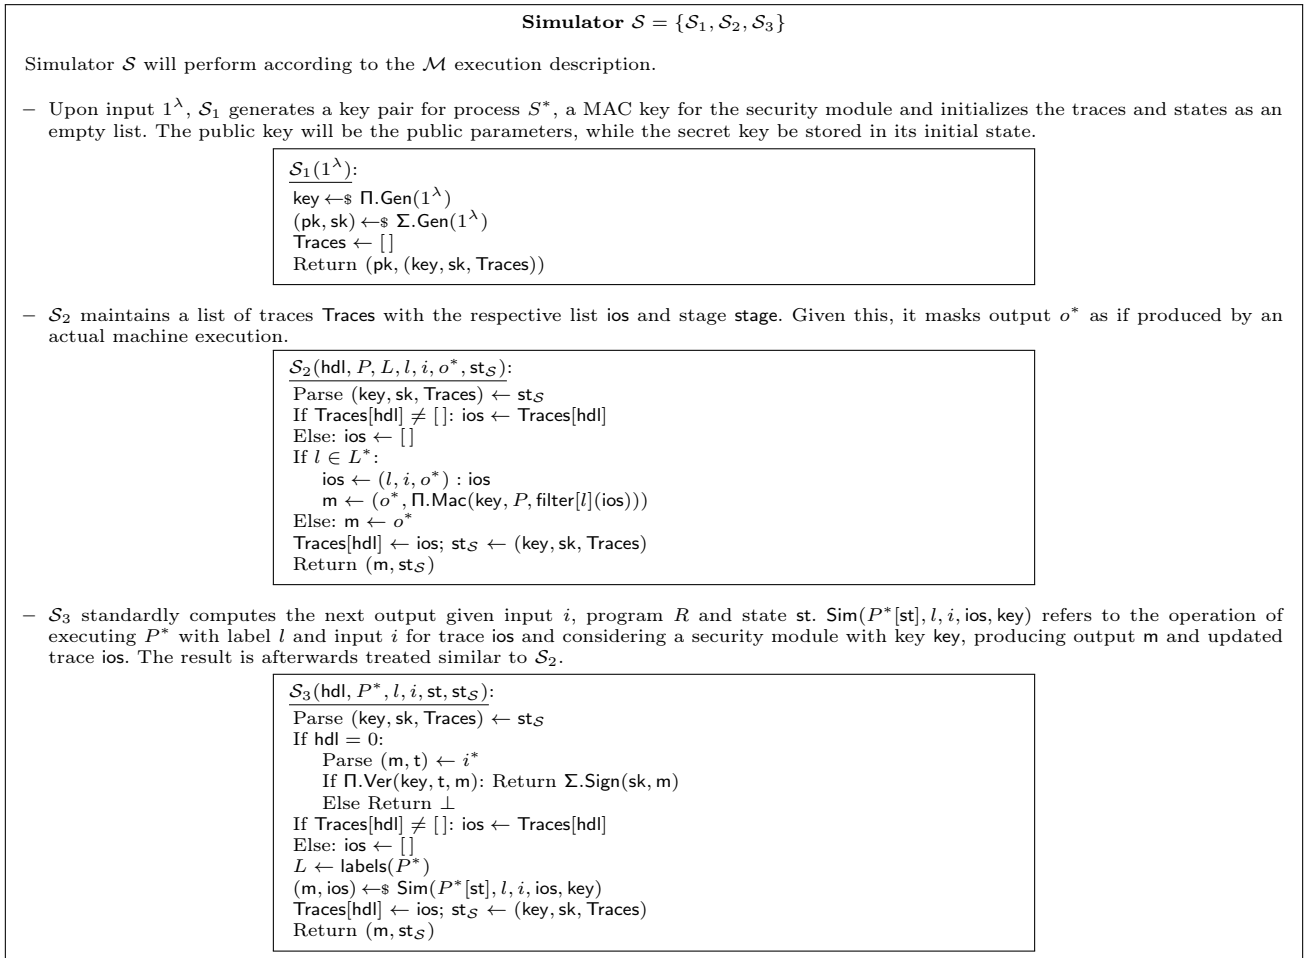 Simulator 𝒮 = {𝒮₁, 𝒮₂, 𝒮₃}
Simulator 𝒮 will perform according to the ℳ execution description.
– Upon input 1^λ, 𝒮₁ generates a key pair for process S*, a MAC key for the security module and initializes the traces and states as an
empty list. The public key will be the public parameters, while the secret key be stored in its initial state.
𝒮₁(1^λ):
key ←$ Π.Gen(1^λ)
(pk, sk) ←$ Σ.Gen(1^λ)
Traces ← [ ]
Return (pk, (key, sk, Traces))
– 𝒮₂ maintains a list of traces Traces with the respective list ios and stage stage. Given this, it masks output o* as if produced by an
actual machine execution.
𝒮₂(hdl, P, L, l, i, o*, st_𝒮):
Parse (key, sk, Traces) ← st_𝒮
If Traces[hdl] ≠ [ ]: ios ← Traces[hdl]
Else: ios ← [ ]
If l ∈ L*:
ios ← (l, i, o*) : ios
m ← (o*, Π.Mac(key, P, filter[l](ios)))
Else: m ← o*
Traces[hdl] ← ios; st_𝒮 ← (key, sk, Traces)
Return (m, st_𝒮)
– 𝒮₃ standardly computes the next output given input i, program R and state st. Sim(P*[st], l, i, ios, key) refers to the operation of
executing P* with label l and input i for trace ios and considering a security module with key key, producing output m and updated
trace ios. The result is afterwards treated similar to 𝒮₂.
𝒮₃(hdl, P*, l, i, st, st_𝒮):
Parse (key, sk, Traces) ← st_𝒮
If hdl = 0:
Parse (m, t) ← i*
If Π.Ver(key, t, m): Return Σ.Sign(sk, m)
Else Return ⊥
If Traces[hdl] ≠ [ ]: ios ← Traces[hdl]
Else: ios ← [ ]
L ← labels(P*)
(m, ios) ←$ Sim(P*[st], l, i, ios, key)
Traces[hdl] ← ios; st_𝒮 ← (key, sk, Traces)
Return (m, st_𝒮)